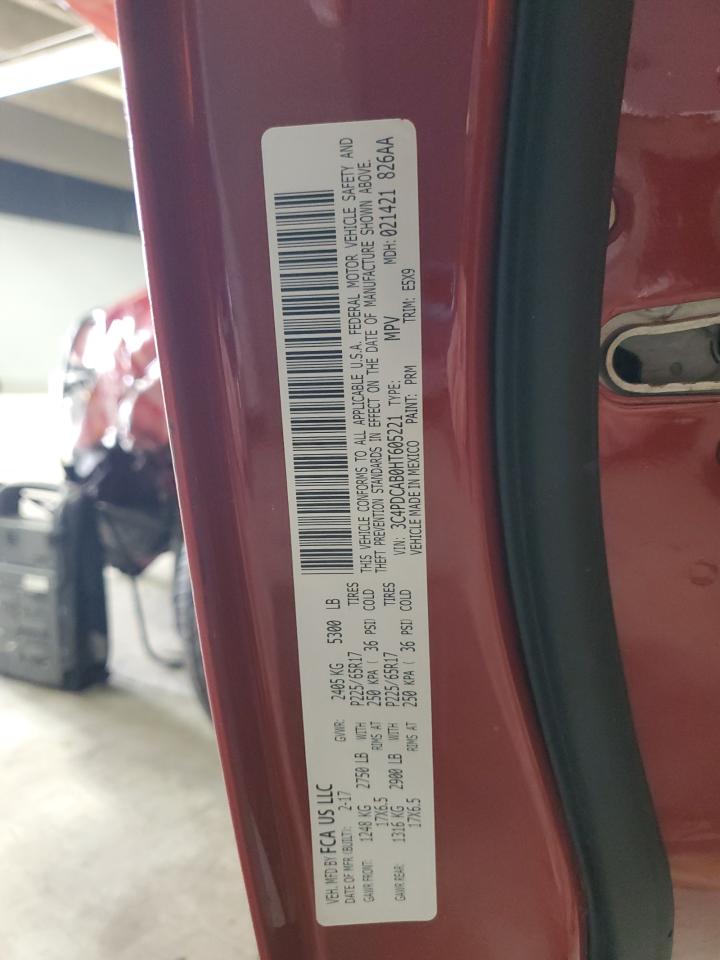 VEH. MFD BY FCA US LLC
DATE OF MFR (BUILT): 2-17 GVWR: 2405 KG 5300 LB
GAWR FRONT: 1248 KG 2750 LB WITH P225/65R17 TIRES
17X6.5 RIMS AT 250 KPA ( 36 PSI) COLD
GAWR REAR: 1316 KG 2900 LB WITH P225/65R17 TIRES
17X6.5 RIMS AT 250 KPA ( 36 PSI) COLD
THIS VEHICLE CONFORMS TO ALL APPLICABLE U.S.A. FEDERAL MOTOR VEHICLE SAFETY AND
THEFT PREVENTION STANDARDS IN EFFECT ON THE DATE OF MANUFACTURE SHOWN ABOVE.
VIN: 3C4PDCAB0HT605221 TYPE: MPV MDH: 021421 826AA
VEHICLE MADE IN MEXICO PAINT: PRM TRIM: E5X9